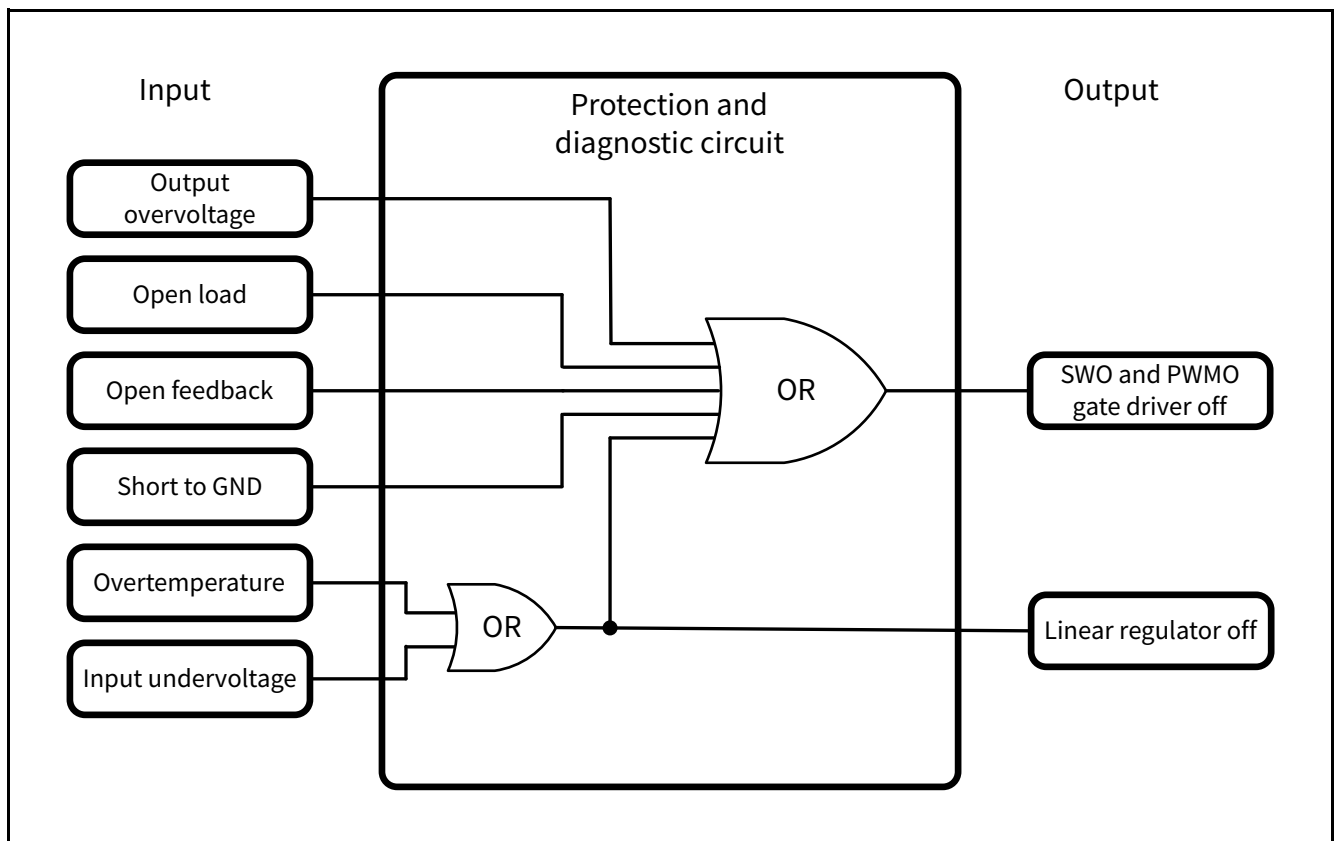 Input
Protection and
diagnostic circuit
Output
Output
overvoltage
Open load
Open feedback
Short to GND
Overtemperature
Input undervoltage
OR
OR
SWO and PWMO
gate driver off
Linear regulator off